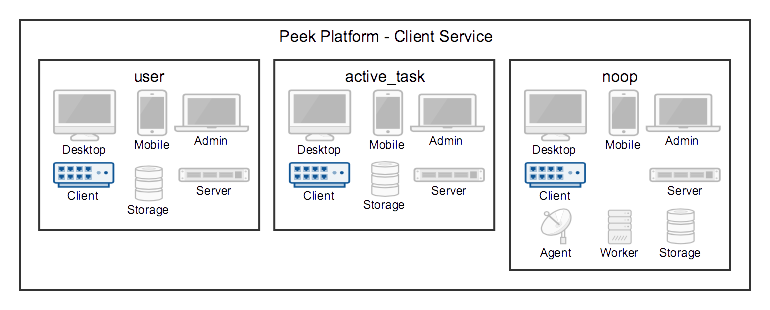 Peek Platform - Client Service
user
Desktop
Mobile
Admin
Client
Storage
Server
active_task
Desktop
Mobile
Admin
Client
Storage
Server
noop
Desktop
Mobile
Admin
Client
Server
Agent
Worker
Storage